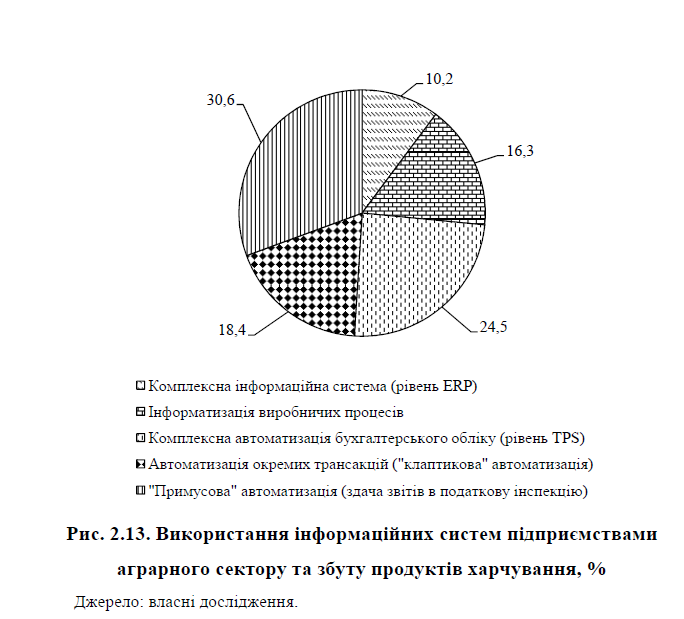 10,2
30,6
16,3
24,5
18,4
Комплексна інформаційна система (рівень ERP)
Інформатизація виробничих процесів
Комплексна автоматизація бухгалтерського обліку (рівень TPS)
Автоматизація окремих трансакцій ("клаптикова" автоматизація)
"Примусова" автоматизація (здача звітів в податкову інспекцію)
Рис. 2.13. Використання інформаційних систем підприємствами
аграрного сектору та збуту продуктів харчування, %
Джерело: власні дослідження.